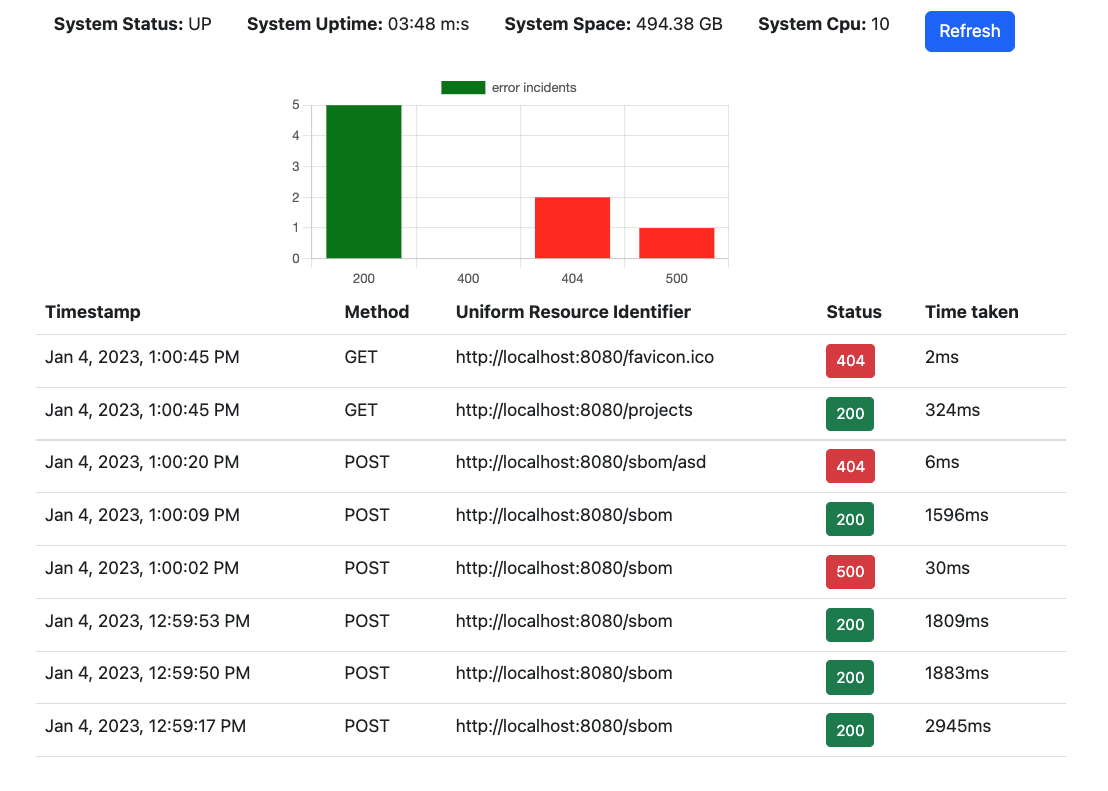 System Status: UP System Uptime: 03:48 m:s System Space: 494.38 GB System Cpu: 10 Refresh
error incidents
5
4
3
2
1
0
200 400 404 500
Timestamp Method Uniform Resource Identifier Status Time taken
Jan 4, 2023, 1:00:45 PM GET http://localhost:8080/favicon.ico 404 2ms
Jan 4, 2023, 1:00:45 PM GET http://localhost:8080/projects 200 324ms
Jan 4, 2023, 1:00:20 PM POST http://localhost:8080/sbom/asd 404 6ms
Jan 4, 2023, 1:00:09 PM POST http://localhost:8080/sbom 200 1596ms
Jan 4, 2023, 1:00:02 PM POST http://localhost:8080/sbom 500 30ms
Jan 4, 2023, 12:59:53 PM POST http://localhost:8080/sbom 200 1809ms
Jan 4, 2023, 12:59:50 PM POST http://localhost:8080/sbom 200 1883ms
Jan 4, 2023, 12:59:17 PM POST http://localhost:8080/sbom 200 2945ms